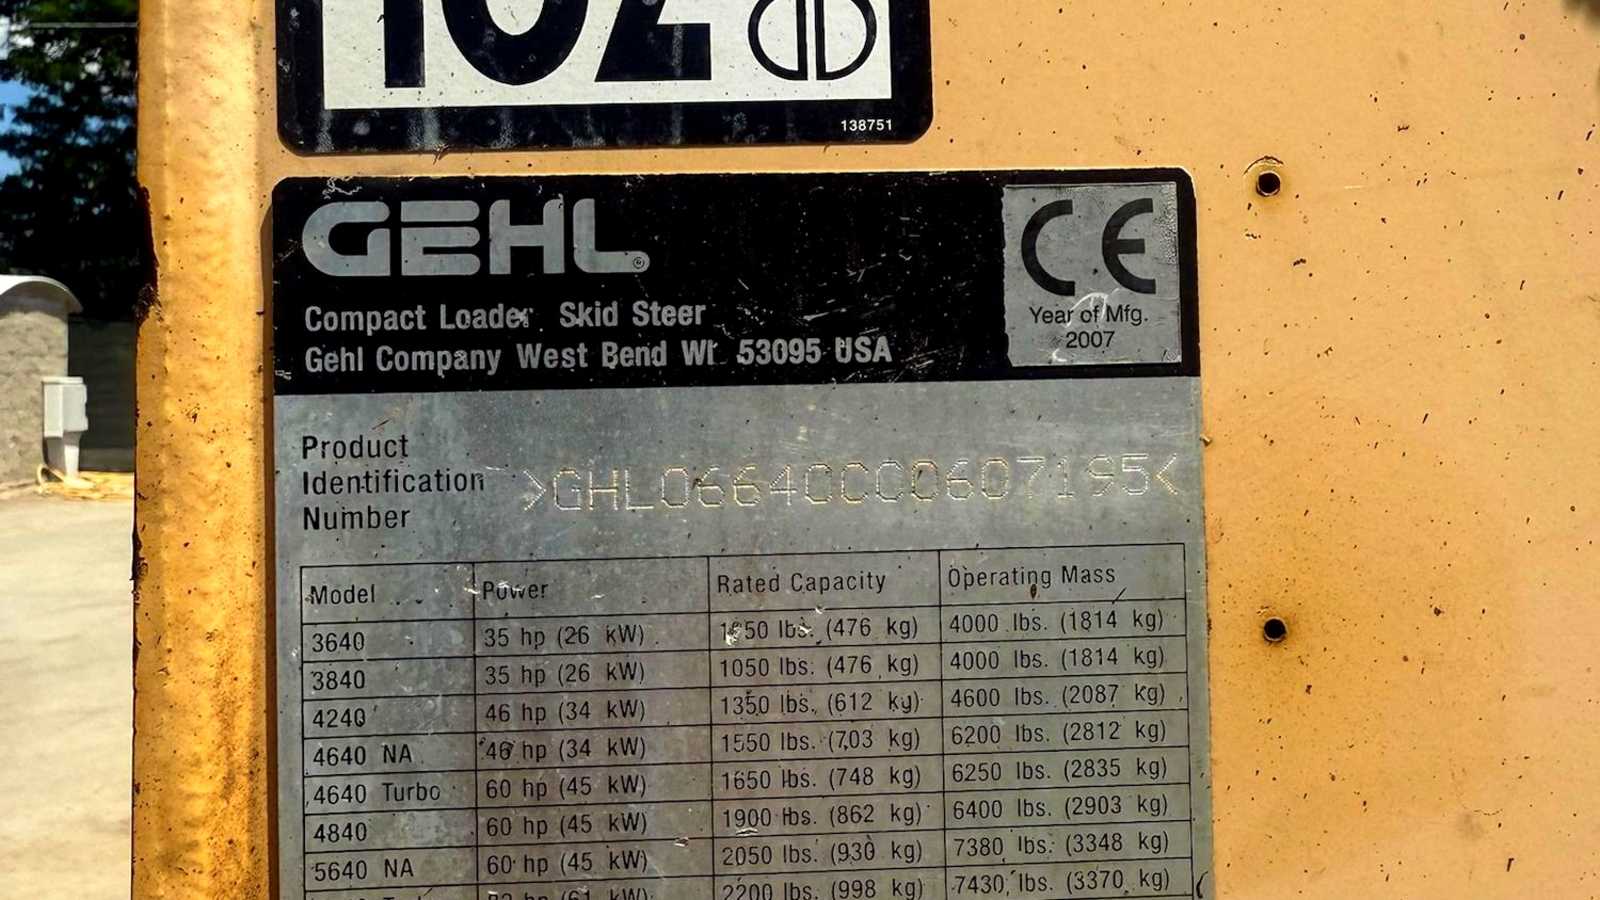 102
138751
GEHL®
CE
Compact Loader Skid Steer
Gehl Company West Bend WI 53095 USA
Year of Mfg.
2007
Product
Identification
Number
>GHL06640CCC0607195<
Model Power Rated Capacity Operating Mass
3640 35 hp (26 kW) 1050 lbs. (476 kg) 4000 lbs. (1814 kg)
3840 35 hp (26 kW) 1050 lbs. (476 kg) 4000 lbs. (1814 kg)
4240 46 hp (34 kW) 1350 lbs. (612 kg) 4600 lbs. (2087 kg)
4640 NA 46 hp (34 kW) 1550 lbs. (703 kg) 6200 lbs. (2812 kg)
4640 Turbo 60 hp (45 kW) 1650 lbs. (748 kg) 6250 lbs. (2835 kg)
4840 60 hp (45 kW) 1900 lbs. (862 kg) 6400 lbs. (2903 kg)
5640 NA 60 hp (45 kW) 2050 lbs. (930 kg) 7380 lbs. (3348 kg)
2200 lbs. (998 kg) 7430 lbs. (3370 kg)